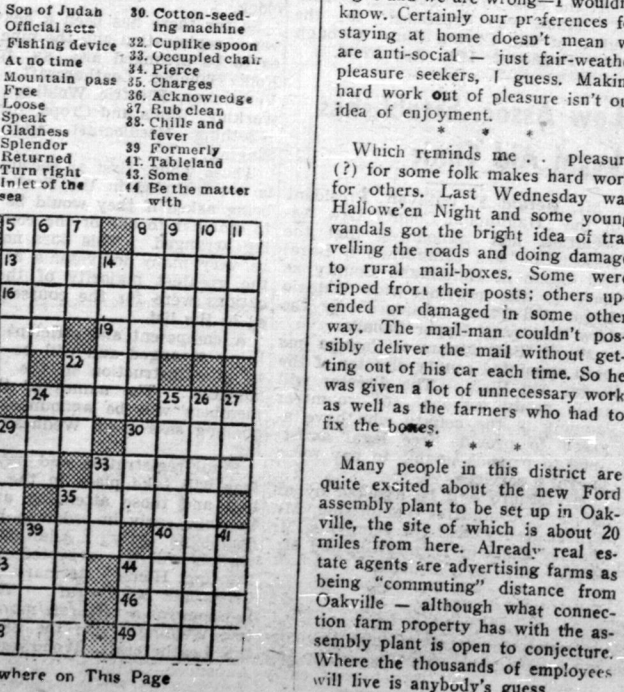 Son of Judah
Official acts
Fishing device
At no time
Mountain pass
Free
Loose
Speak
Gladness
Splendor
Returned
Turn right
Inlet of the
sea
30. Cotton-seed-
ing machine
32. Cuplike spoon
33. Occupied chair
34. Pierce
35. Charges
36. Acknowledge
37. Rub clean
38. Chills and
fever
39 Formerly
41. Tableland
43. Some
44. Be the matter
with
5 6 7 8 9 10 11
13 14
16
19
22
24 25 26 27
29 30
33
35
39 40 41
3 44
46
49
where on This Page
are wrong—I
know. Certainly our preferences
staying at home doesn't mean
are anti-social — just
pleasure seekers, I guess.
hard work out of pleasure isn't
idea of enjoyment.
* * *
Which reminds me . .
(?) for some folk makes hard
for others. Last Wednesday
Hallowe'en Night and some
vandals got the bright idea of tra-
velling the roads and doing
to rural mail-boxes. Some were
ripped from their posts; others up-
ended or damaged in some other
way. The mail-man couldn't pos-
sibly deliver the mail without get-
ting out of his car each time. So he
was given a lot of unnecessary work
as well as the farmers who had to
fix the boxes.
* * *
Many people in this district are
quite excited about the new Ford
assembly plant to be set up in Oak-
ville, the site of which is about 20
miles from here. Already real es-
tate agents are advertising farms as
being "commuting" distance from
Oakville — although what connec-
tion farm property has with the as-
sembly plant is open to conjecture.
Where the thousands of employees
will live is anybody's guess